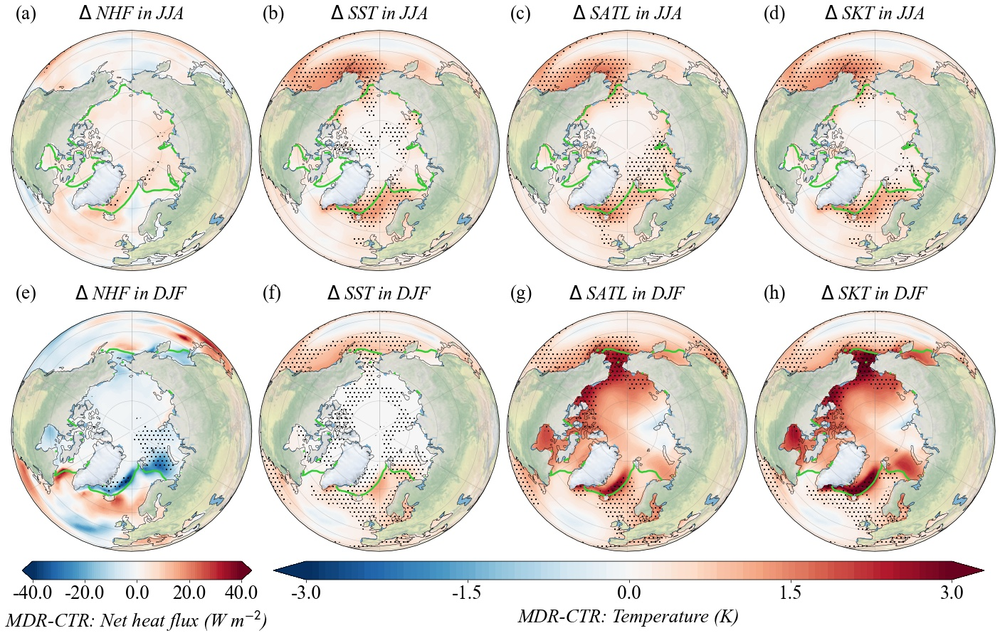 (a) Δ NHF in JJA
(b) Δ SST in JJA
(c) Δ SATL in JJA
(d) Δ SKT in JJA
(e) Δ NHF in DJF
(f) Δ SST in DJF
(g) Δ SATL in DJF
(h) Δ SKT in DJF
-40.0 -20.0 0.0 20.0 40.0
MDR-CTR: Net heat flux (W m⁻²)
-3.0 -1.5 0.0 1.5 3.0
MDR-CTR: Temperature (K)